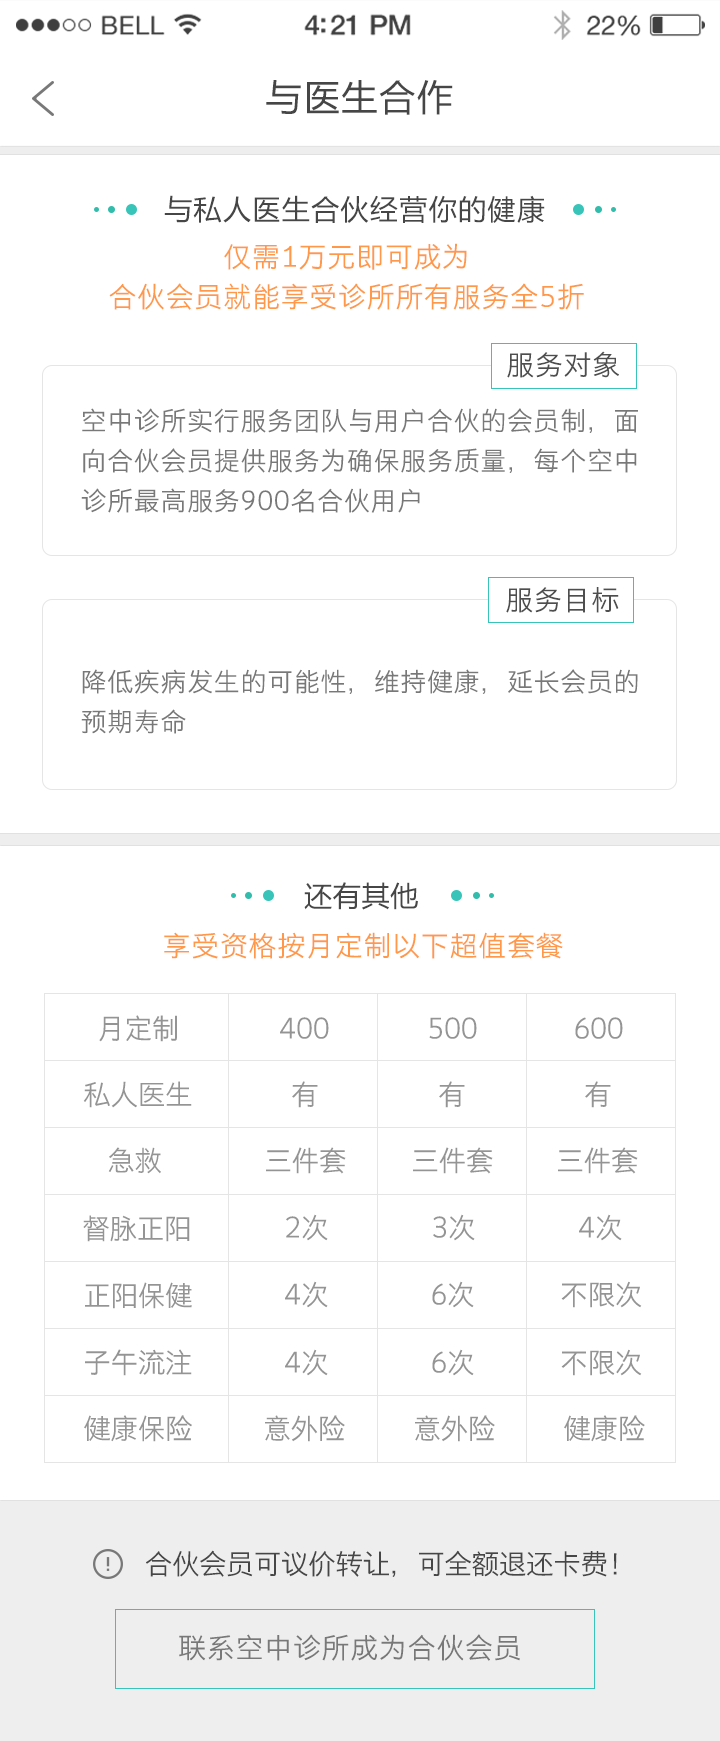 BELL 4:21 PM 22%
与医生合作
与私人医生合伙经营你的健康
仅需1万元即可成为
合伙会员就能享受诊所所有服务全5折
服务对象
空中诊所实行服务团队与用户合伙的会员制，面
向合伙会员提供服务为确保服务质量，每个空中
诊所最高服务900名合伙用户
服务目标
降低疾病发生的可能性，维持健康，延长会员的
预期寿命
还有其他
享受资格按月定制以下超值套餐
月定制 400 500 600
私人医生 有 有 有
急救 三件套 三件套 三件套
督脉正阳 2次 3次 4次
正阳保健 4次 6次 不限次
子午流注 4次 6次 不限次
健康保险 意外险 意外险 健康险
合伙会员可议价转让，可全额退还卡费！
联系空中诊所成为合伙会员